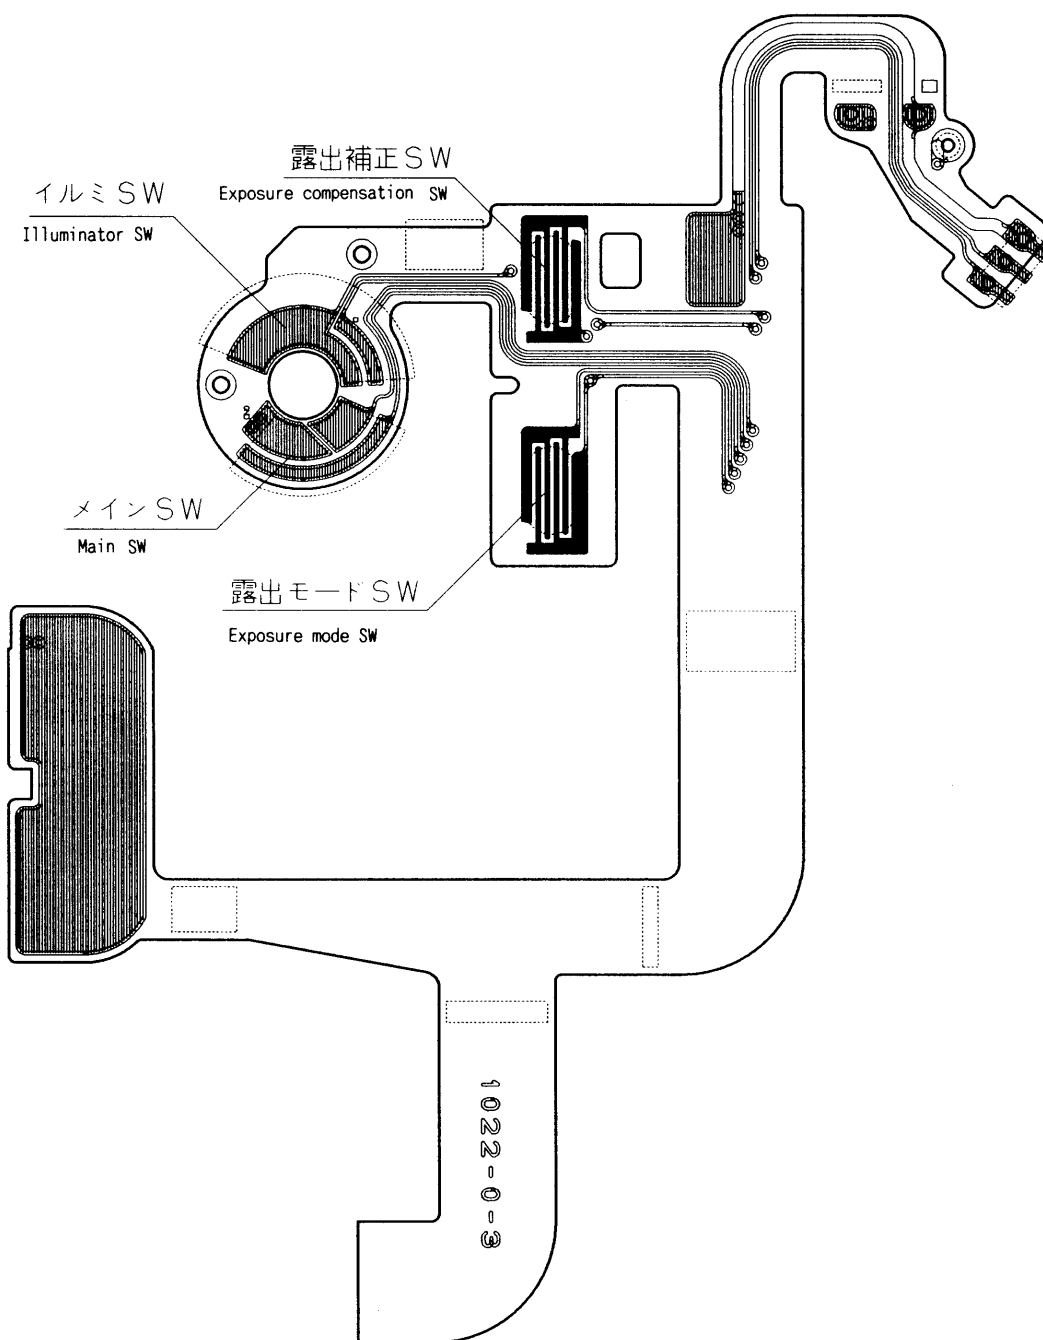 露出補正SW
Exposure compensation SW
イルミSW
Illuminator SW
メインSW
Main SW
露出モードSW
Exposure mode SW
1022-0-3